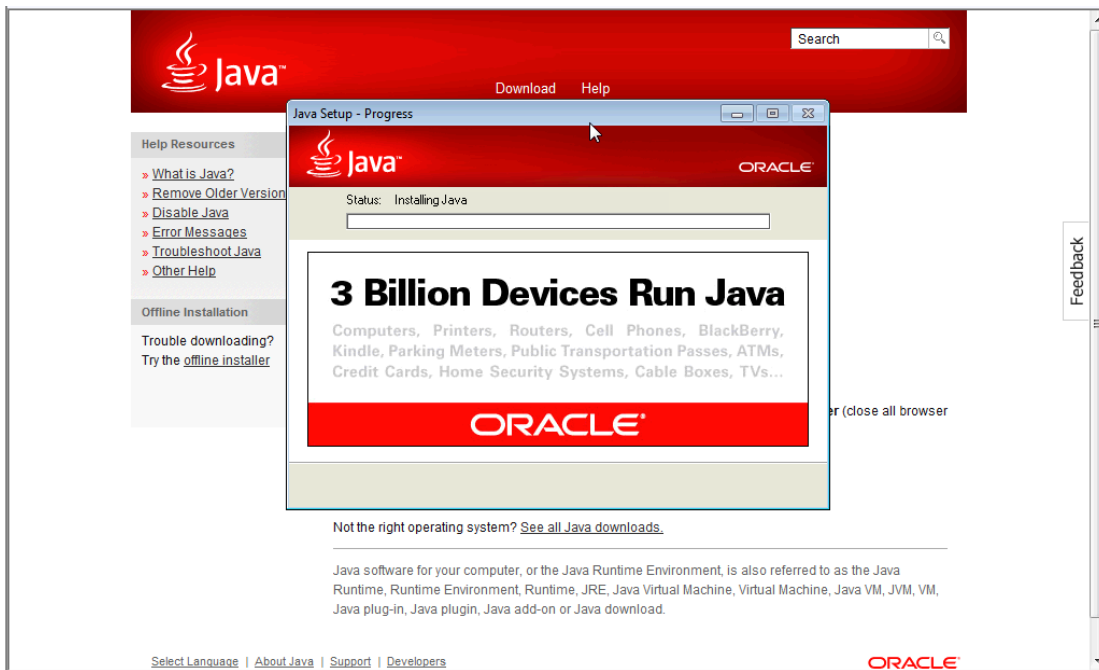 Java™
Search
Download Help
Java Setup - Progress
Java™
ORACLE®
Status: Installing Java
3 Billion Devices Run Java
Computers, Printers, Routers, Cell Phones, BlackBerry,
Kindle, Parking Meters, Public Transportation Passes, ATMs,
Credit Cards, Home Security Systems, Cable Boxes, TVs...
ORACLE®
Help Resources
» What is Java?
» Remove Older Version
» Disable Java
» Error Messages
» Troubleshoot Java
» Other Help
Offline Installation
Trouble downloading?
Try the offline installer
Feedback
er (close all browser
Not the right operating system? See all Java downloads.
Java software for your computer, or the Java Runtime Environment, is also referred to as the Java
Runtime, Runtime Environment, Runtime, JRE, Java Virtual Machine, Virtual Machine, Java VM, JVM, VM,
Java plug-in, Java plugin, Java add-on or Java download.
Select Language | About Java | Support | Developers
ORACLE®